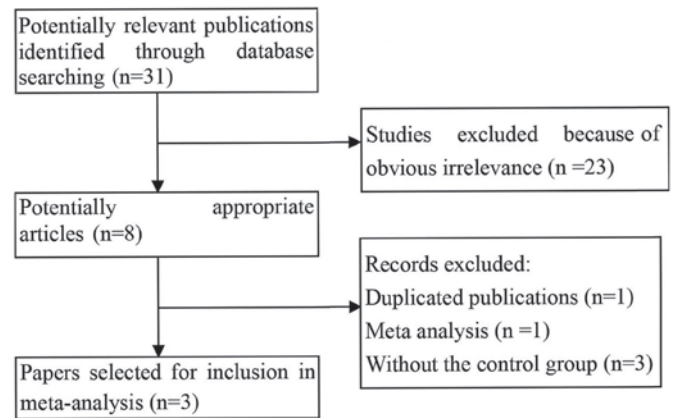 Potentially relevant publications
identified through database
searching (n=31)
Studies excluded because of
obvious irrelevance (n =23)
Potentially appropriate
articles (n=8)
Records excluded:
Duplicated publications (n=1)
Meta analysis (n =1)
Without the control group (n=3)
Papers selected for inclusion in
meta-analysis (n=3)